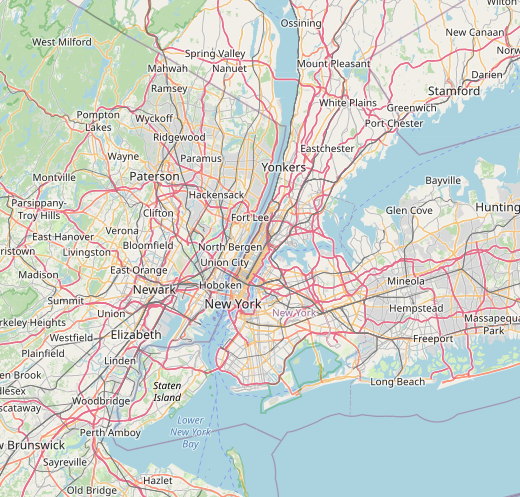 Wilton
Ossining
New Canaan
West Milford
Spring Valley
Norw
Mahwah
Nanuet
Mount Pleasant
Darien
Ramsey
Stamford
White Plains
Greenwich
Pompton
Lakes
Wyckoff
Port Chester
Ridgewood
Eastchester
Wayne
Paramus
Yonkers
Montville
Paterson
Bayville
Hackensack
Parsippany-
Troy Hills
Clifton
Fort Lee
Glen Cove
Hunting
Verona
East Hanover
Bloomfield
North Bergen
ristown
Livingston
Union City
Madison
East Orange
Mineola
Newark
Hoboken
Summit
New York
Hempstead
Union
New York
Massapequa
Park
rkeley Heights
Elizabeth
Westfield
Freeport
Plainfield
Linden
en Brook
Staten
Island
Long Beach
dlesex
Woodbridge
scataway
Lower
New York
Bay
Perth Amboy
w Brunswick
Sayreville
Hazlet
Old Bridge